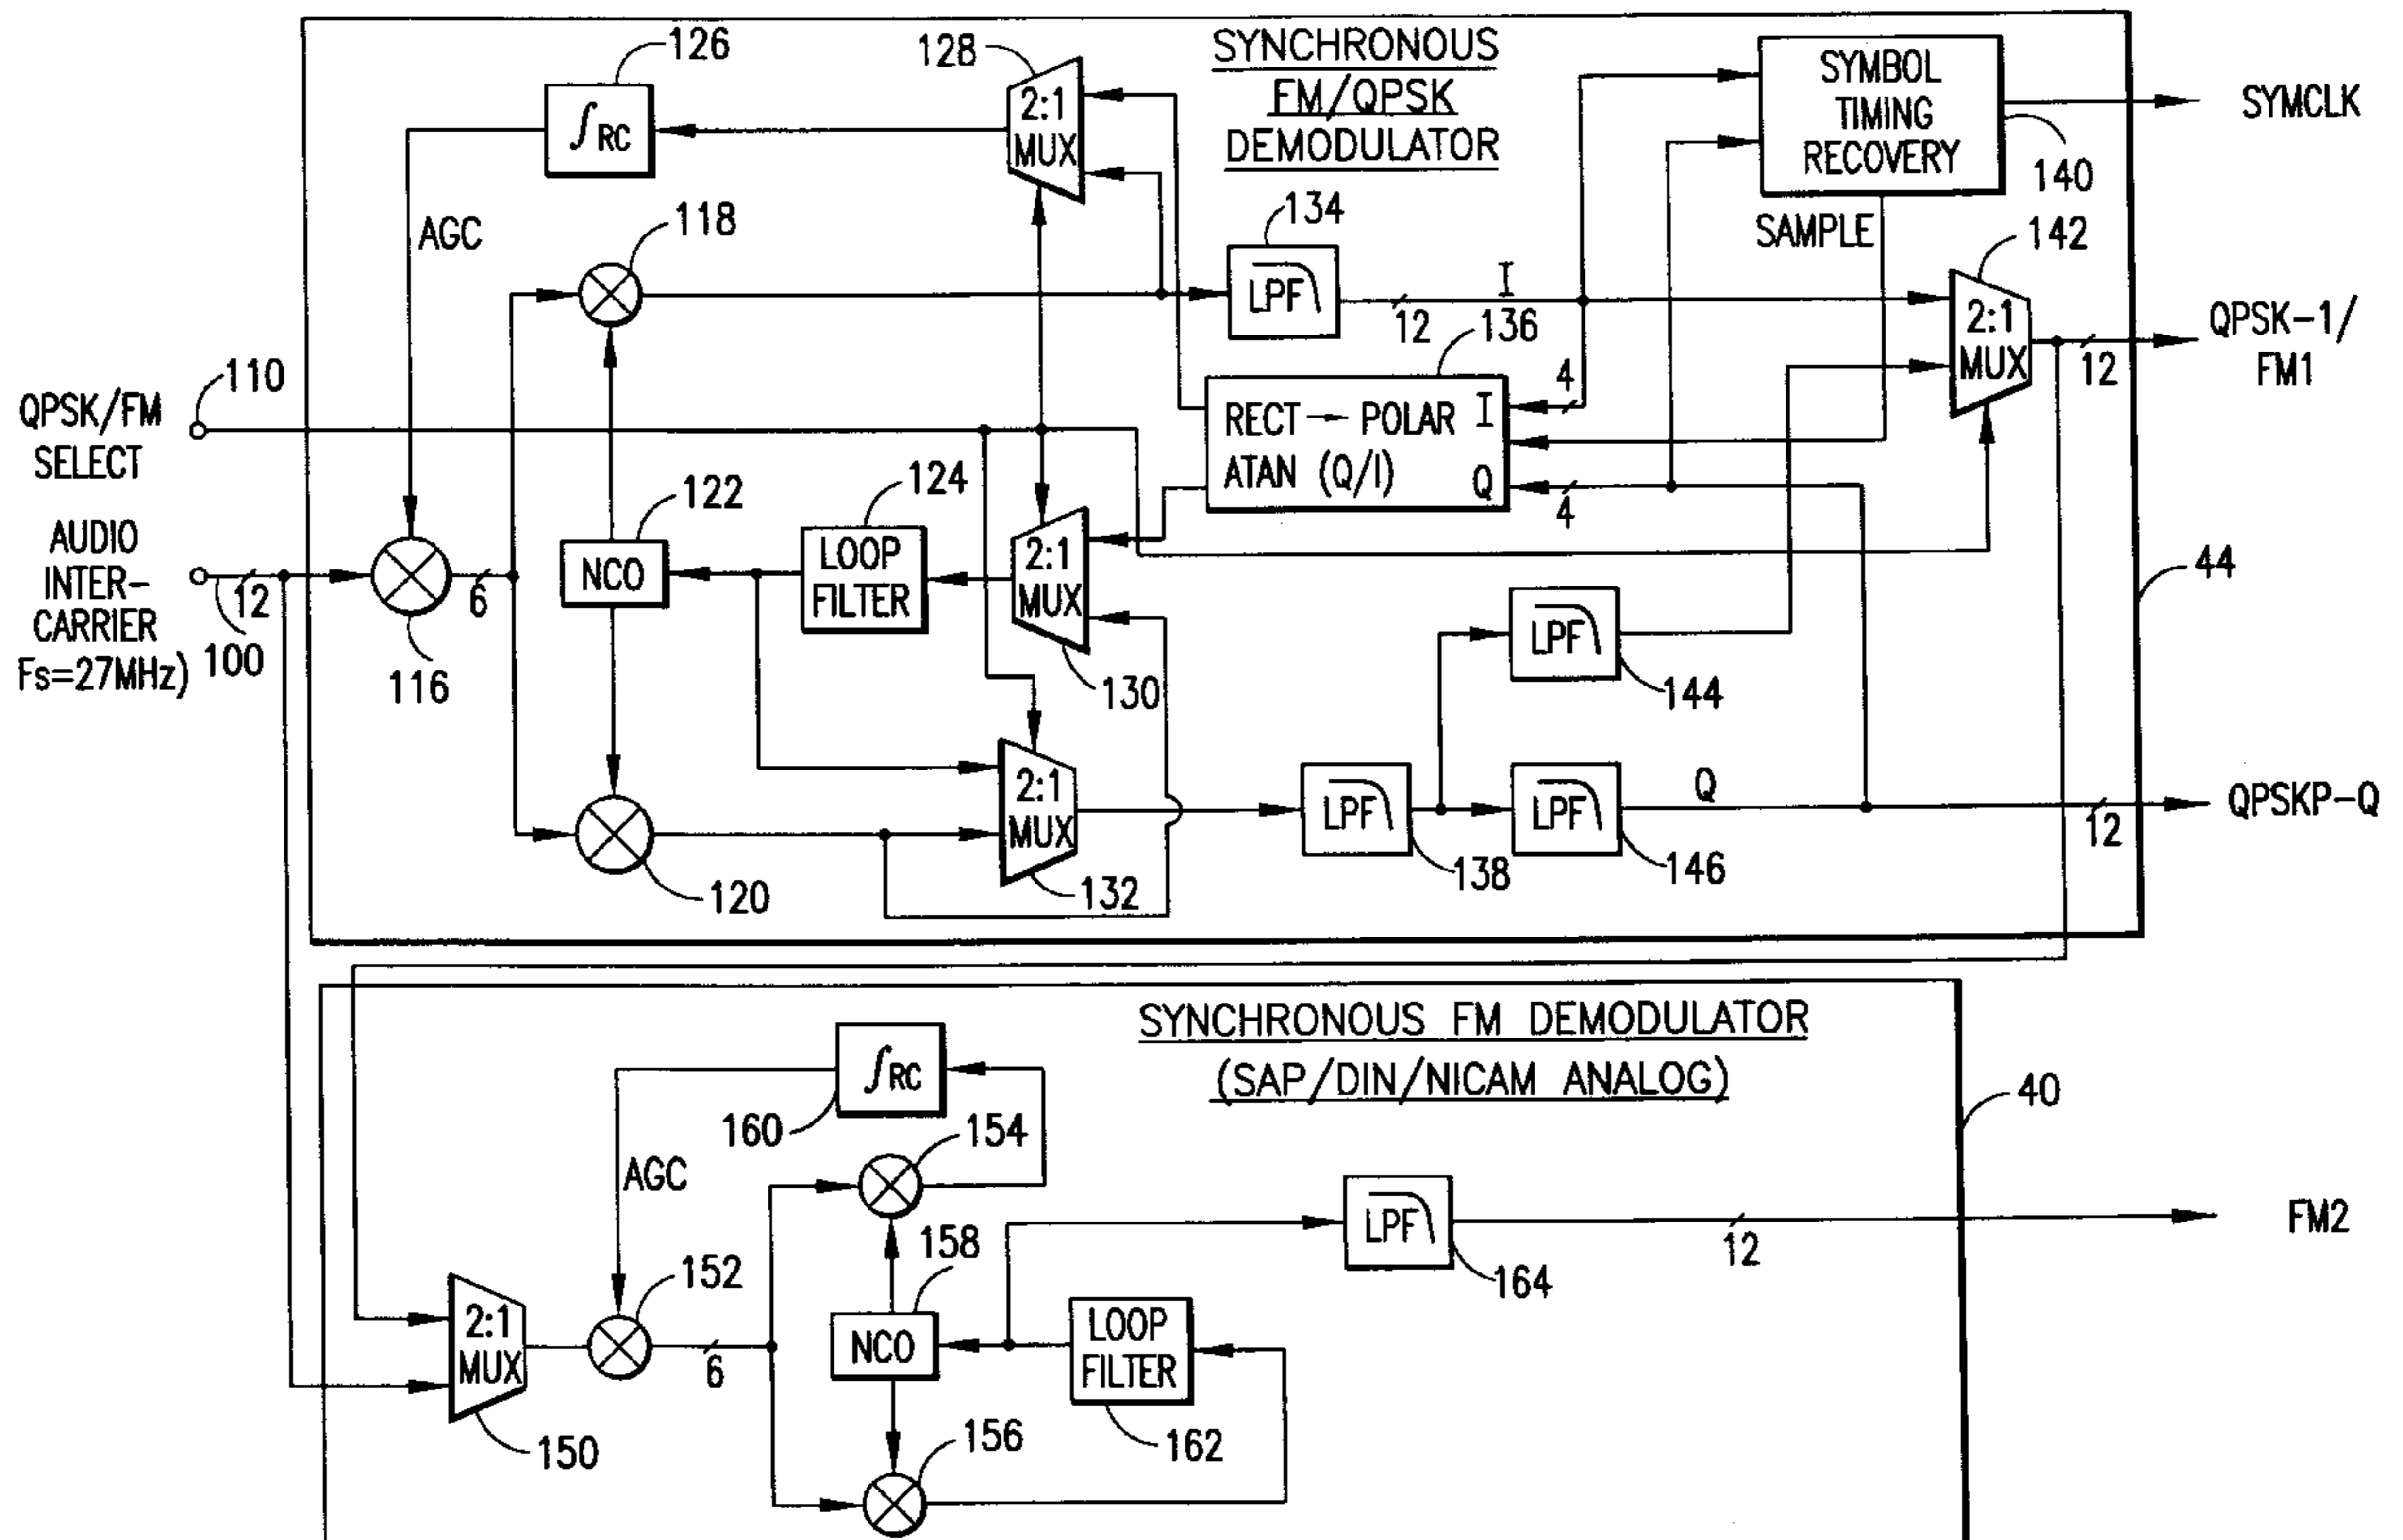 SYNCHRONOUS
FM/QPSK
DEMODULATOR
126
∫RC
128
2:1
MUX
SYMBOL
TIMING
RECOVERY
140
SYMCLK
AGC
118
134
LPF
12
I
SAMPLE
142
2:1
MUX
12
QPSK-1/
FM1
110
QPSK/FM
SELECT
136
RECT → POLAR I
ATAN (Q/I) Q
4
4
AUDIO
INTER-
CARRIER
Fs=27MHz)
12
100
116
6
122
NCO
124
LOOP
FILTER
2:1
MUX
130
44
LPF
144
120
2:1
MUX
132
LPF
138
LPF
146
Q
12
QPSKP-Q
SYNCHRONOUS FM DEMODULATOR
(SAP/DIN/NICAM ANALOG)
40
∫RC
160
AGC
154
152
2:1
MUX
150
6
158
NCO
156
LOOP
FILTER
162
LPF
164
12
FM2